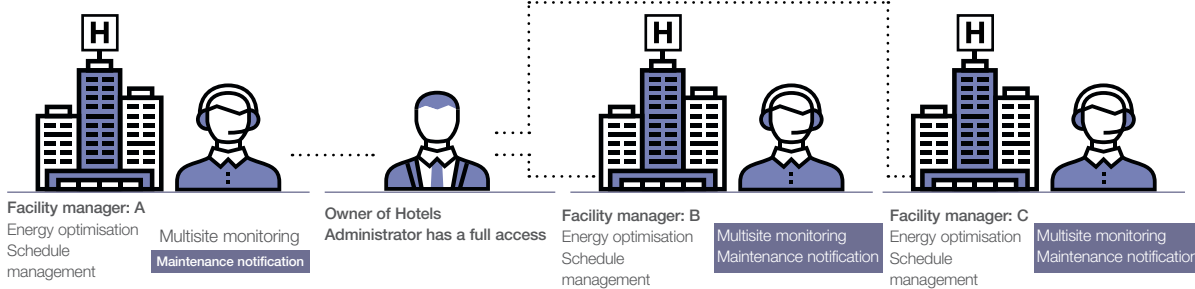 H
H
H
Facility manager: A
Energy optimisation
Schedule
management
Multisite monitoring
Maintenance notification
Owner of Hotels
Administrator has a full access
Facility manager: B
Energy optimisation
Schedule
management
Multisite monitoring
Maintenance notification
Facility manager: C
Energy optimisation
Schedule
management
Multisite monitoring
Maintenance notification